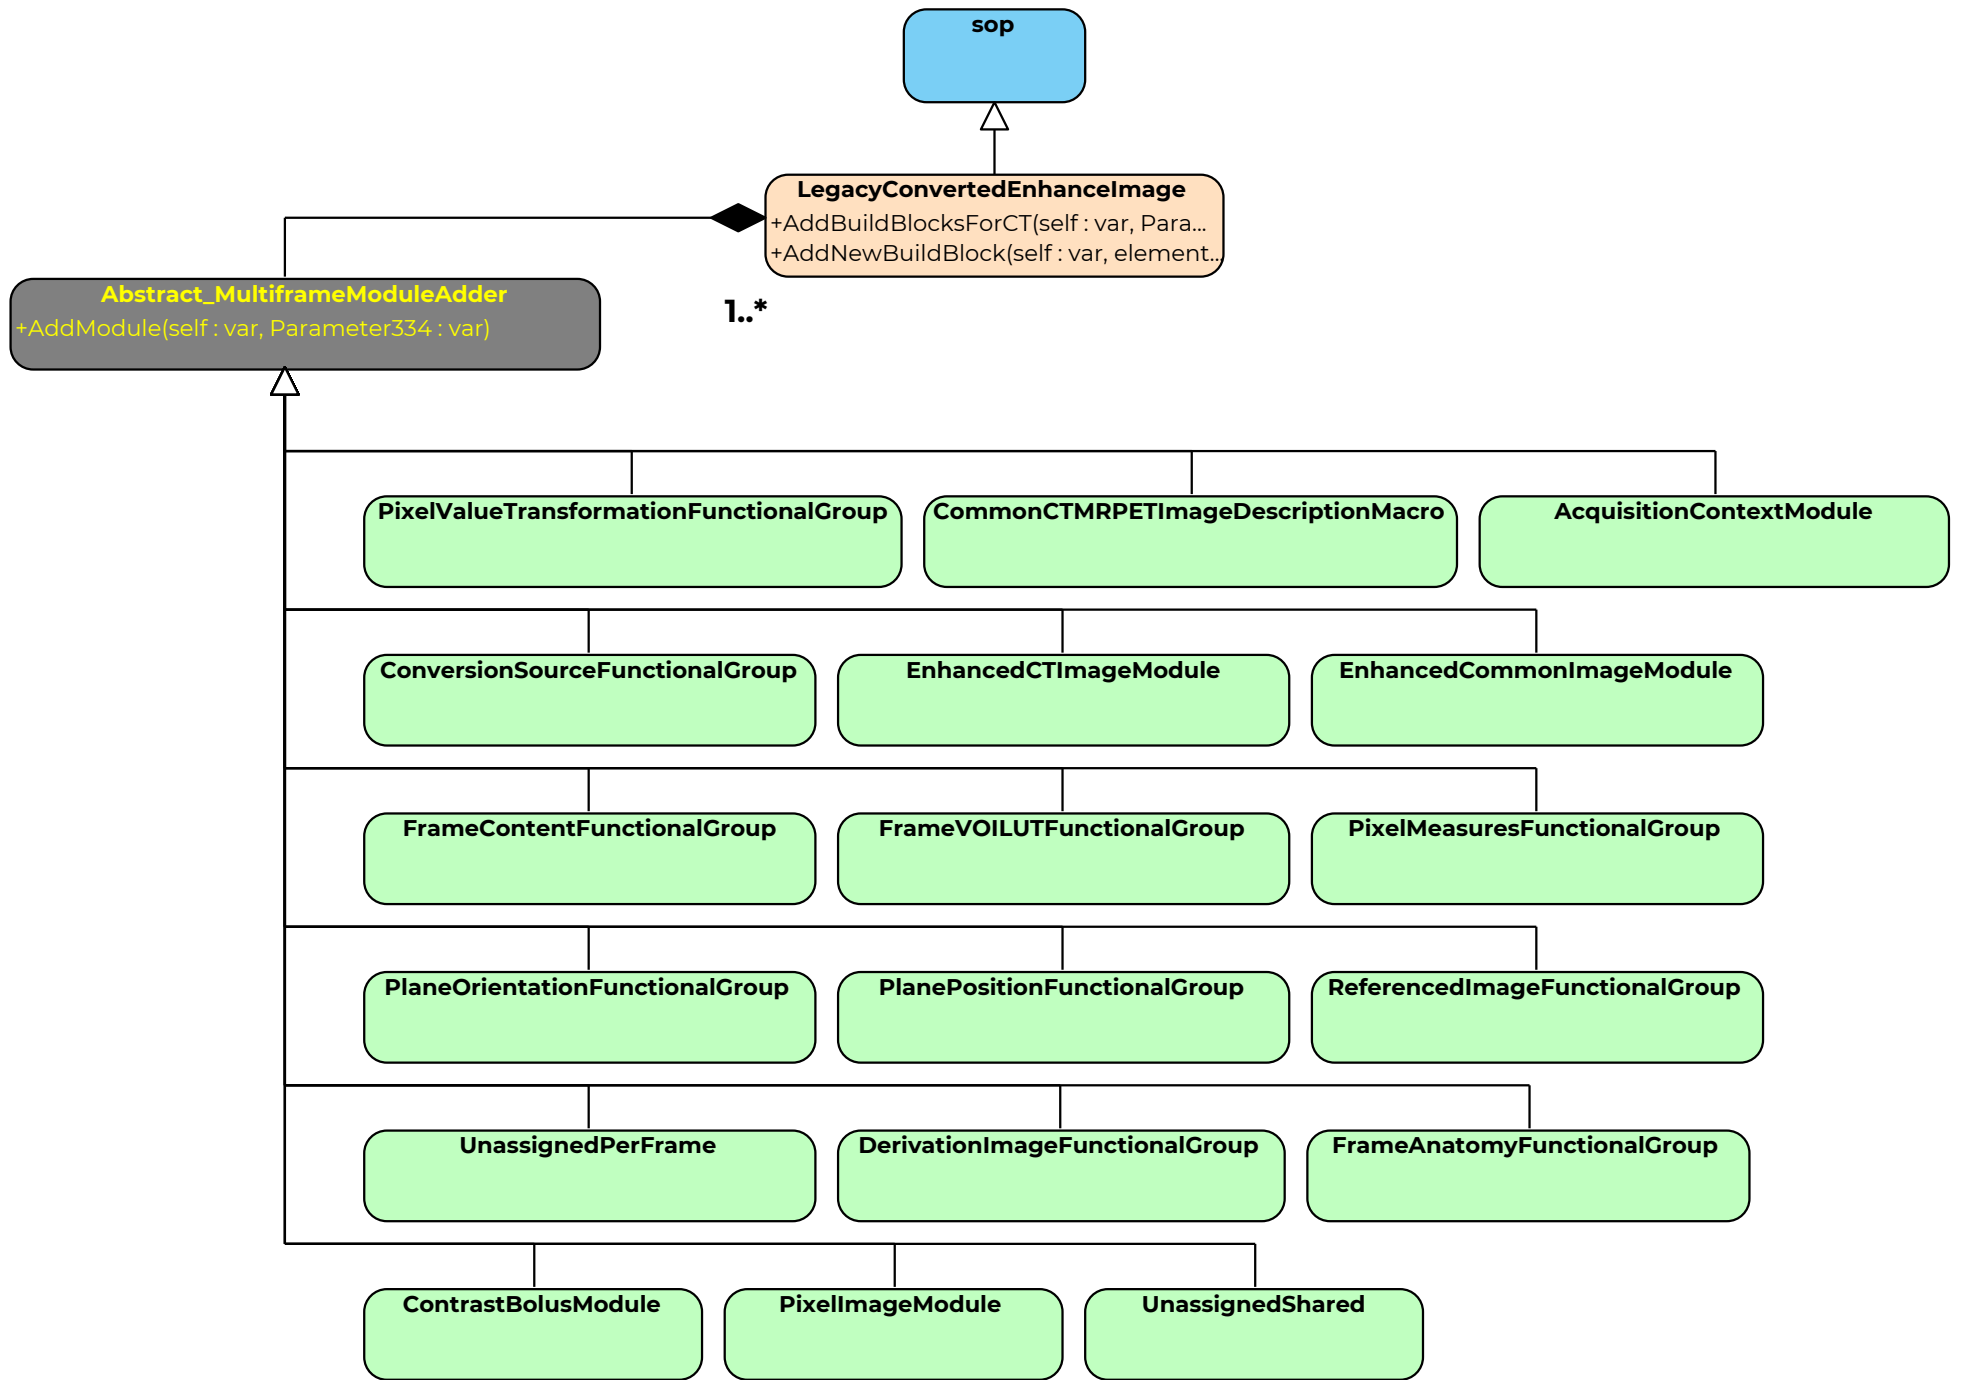 sop
LegacyConvertedEnhanceImage
+AddBuildBlocksForCT(self : var, Para...
+AddNewBuildBlock(self : var, element...
Abstract_MultiframeModuleAdder
+AddModule(self : var, Parameter334 : var)
1..*
PixelValueTransformationFunctionalGroup
CommonCTMRPETImageDescriptionMacro
AcquisitionContextModule
ConversionSourceFunctionalGroup
EnhancedCTImageModule
EnhancedCommonImageModule
FrameContentFunctionalGroup
FrameVOILUTFunctionalGroup
PixelMeasuresFunctionalGroup
PlaneOrientationFunctionalGroup
PlanePositionFunctionalGroup
ReferencedImageFunctionalGroup
UnassignedPerFrame
DerivationImageFunctionalGroup
FrameAnatomyFunctionalGroup
ContrastBolusModule
PixelImageModule
UnassignedShared